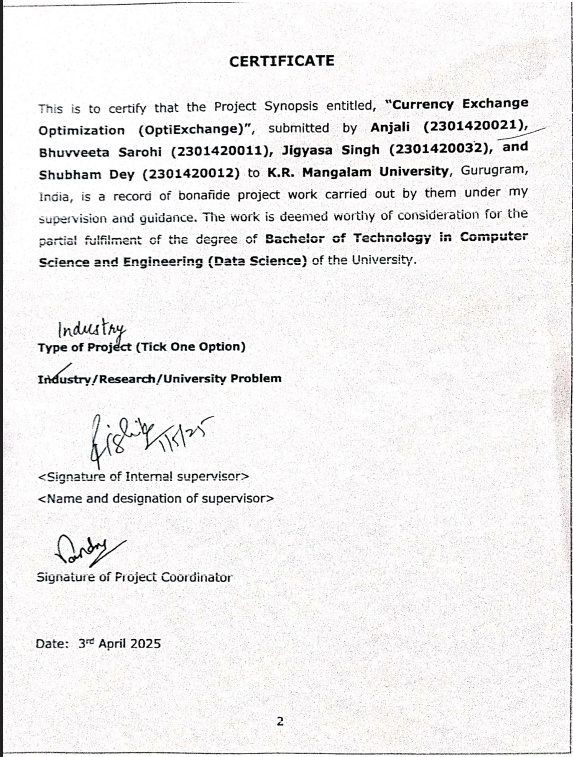 CERTIFICATE
This is to certify that the Project Synopsis entitled, “Currency Exchange
Optimization (OptiExchange)”, submitted by Anjali (2301420021),
Bhuvveeta Sarohi (2301420011), Jigyasa Singh (2301420032), and
Shubham Dey (2301420012) to K.R. Mangalam University, Gurugram,
India, is a record of bonafide project work carried out by them under my
supervision and guidance. The work is deemed worthy of consideration for the
partial fulfilment of the degree of Bachelor of Technology in Computer
Science and Engineering (Data Science) of the University.
Industry
Type of Project (Tick One Option)
Industry/Research/University Problem
1/5/25
<Signature of Internal supervisor>
<Name and designation of supervisor>
Signature of Project Coordinator
Date: 3rd April 2025
2